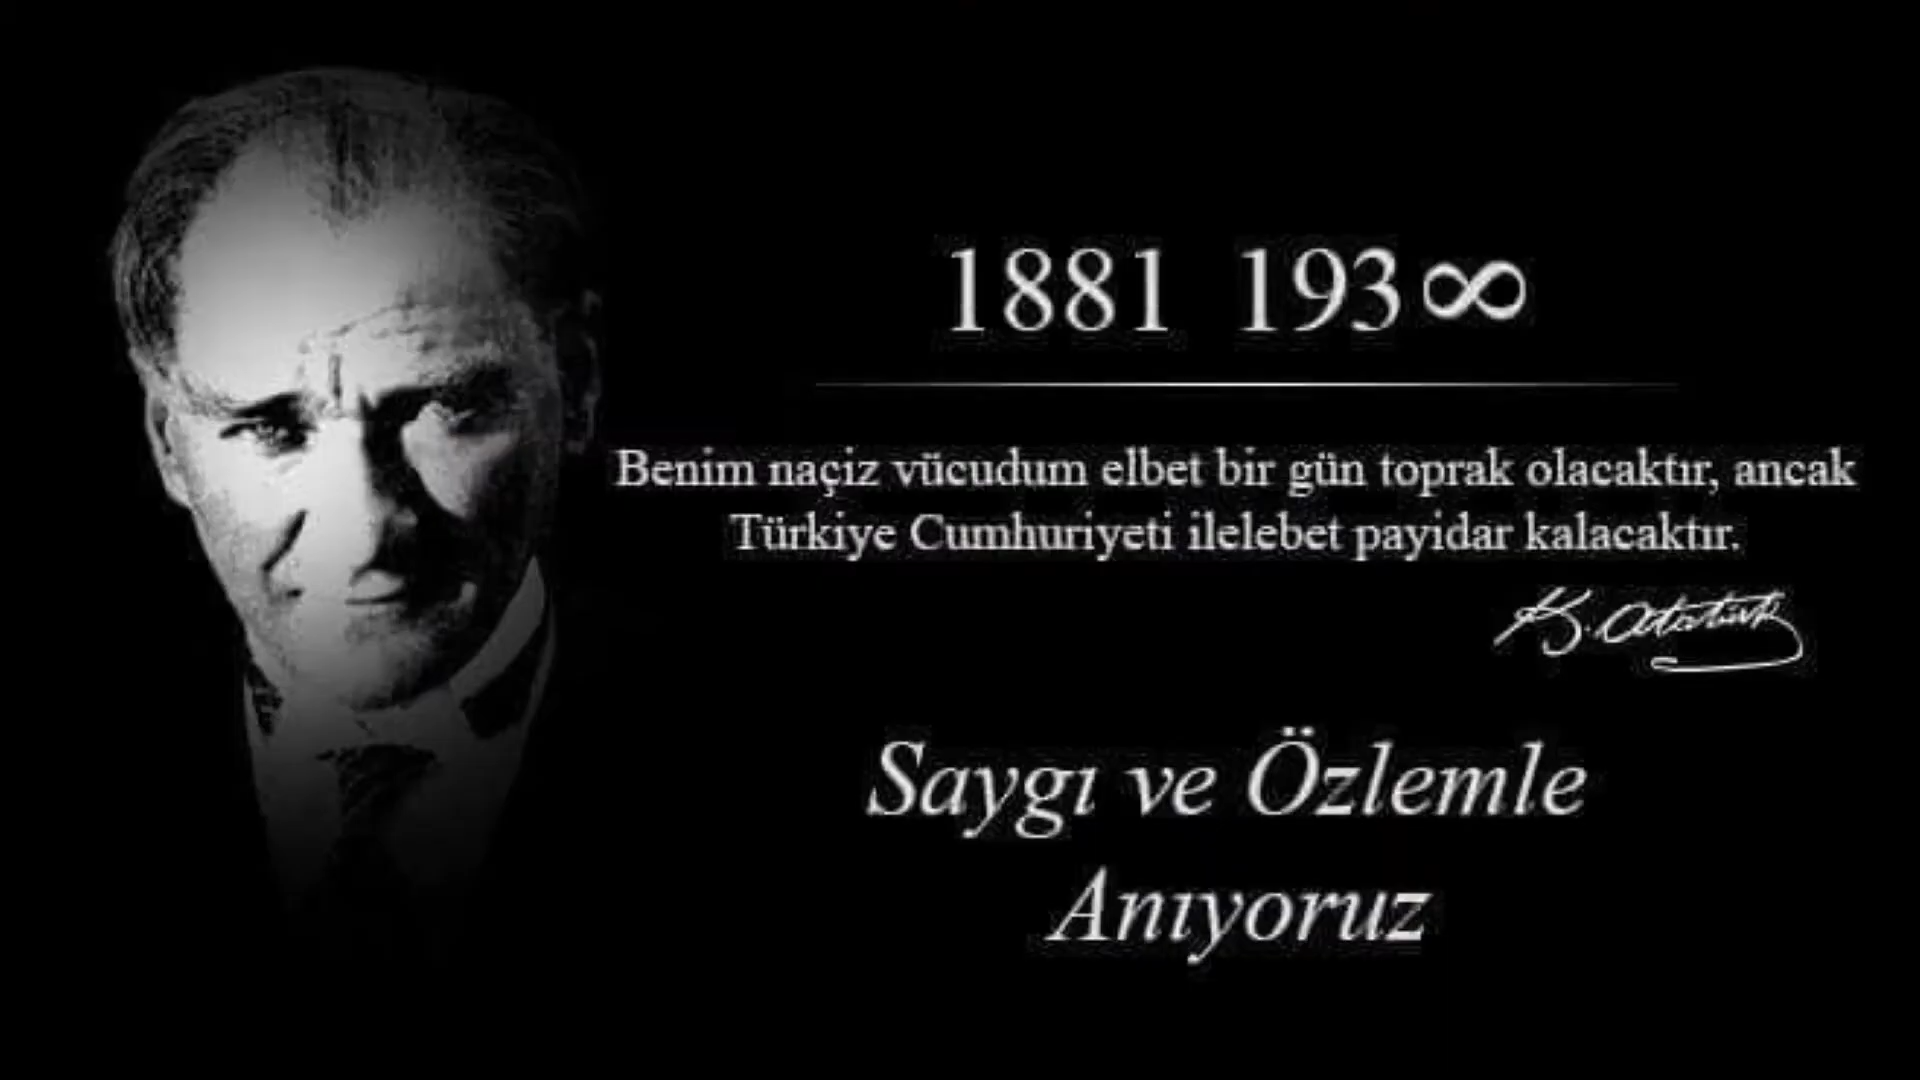 1881 193∞
Benim naçiz vücudum elbet bir gün toprak olacaktır, ancak
Türkiye Cumhuriyeti ilelebet payidar kalacaktır.
K. Atatürk
Saygı ve Özlemle
Anıyoruz